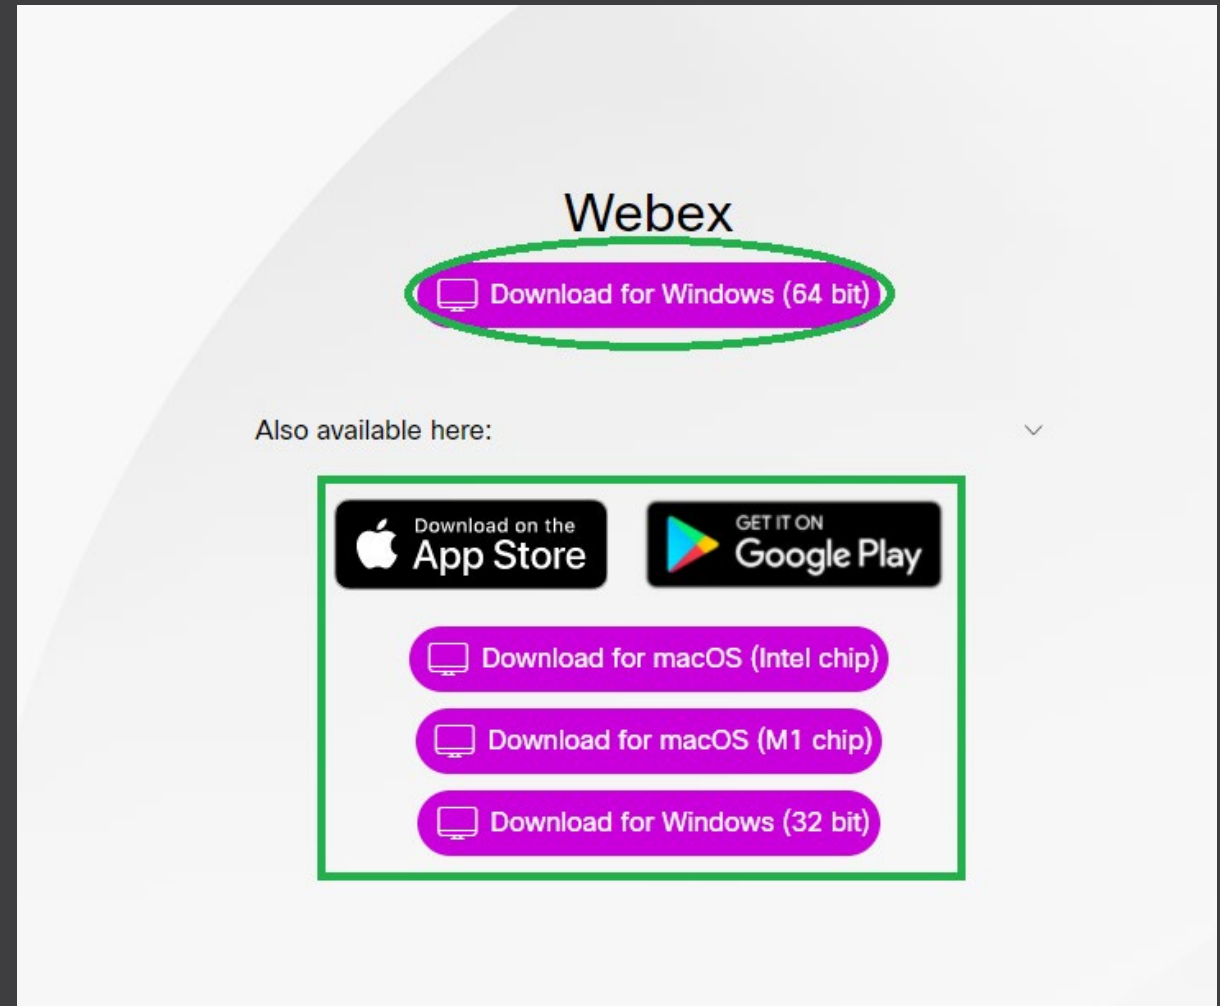 Webex
Download for Windows (64 bit)
Also available here:
Download on the
App Store
GET IT ON
Google Play
Download for macOS (Intel chip)
Download for macOS (M1 chip)
Download for Windows (32 bit)